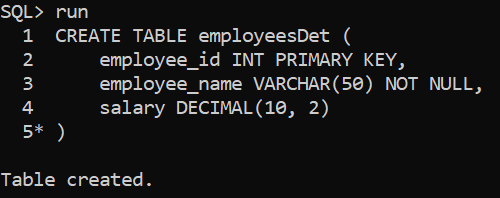 SQL> run
  1  CREATE TABLE employeesDet (
  2      employee_id INT PRIMARY KEY,
  3      employee_name VARCHAR(50) NOT NULL,
  4      salary DECIMAL(10, 2)
  5* )
Table created.